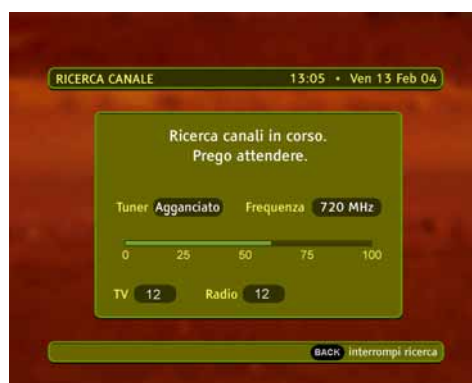 RICERCA CANALE 13:05 • Ven 13 Feb 04
Ricerca canali in corso.
Prego attendere.
Tuner Agganciato Frequenza 720 MHz
0 25 50 75 100
TV 12 Radio 12
BACK interrompi ricerca